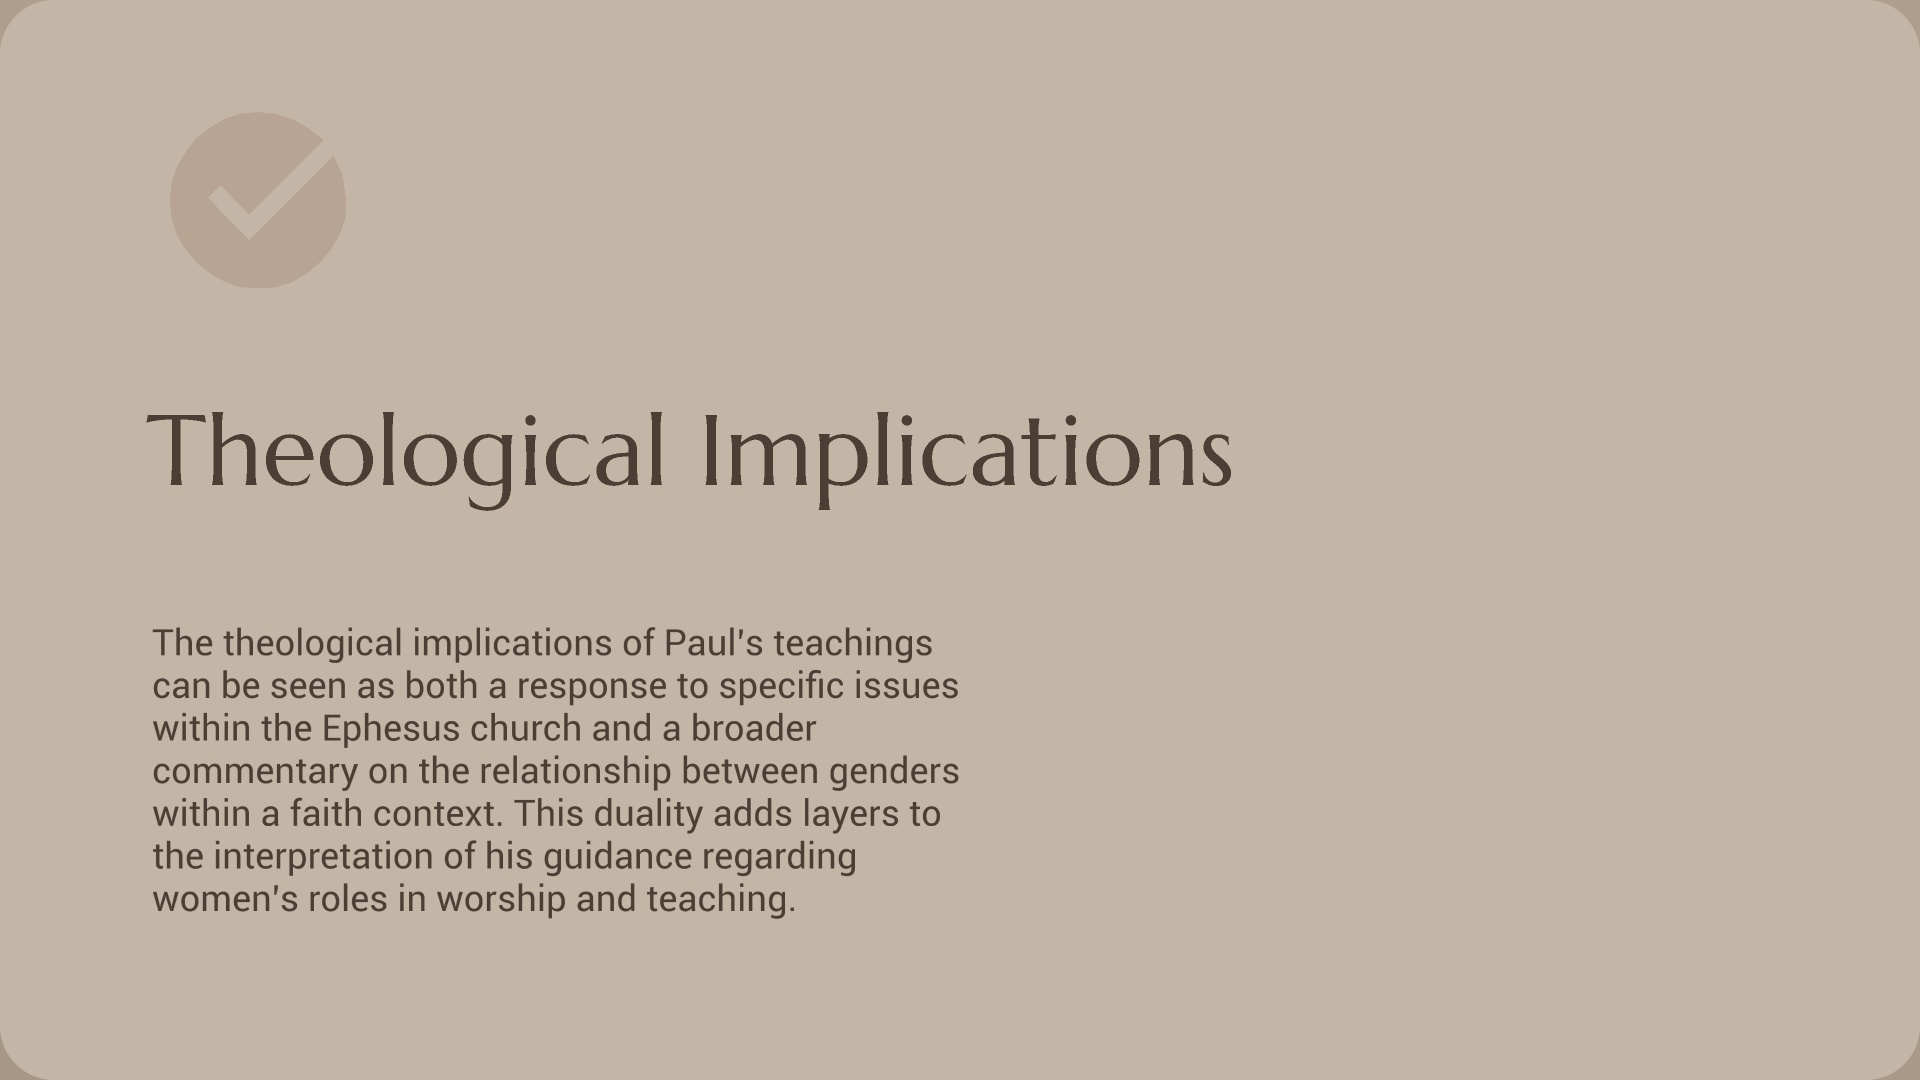 Theological Implications
The theological implications of Paul's teachings
can be seen as both a response to specific issues
within the Ephesus church and a broader
commentary on the relationship between genders
within a faith context. This duality adds layers to
the interpretation of his guidance regarding
women's roles in worship and teaching.